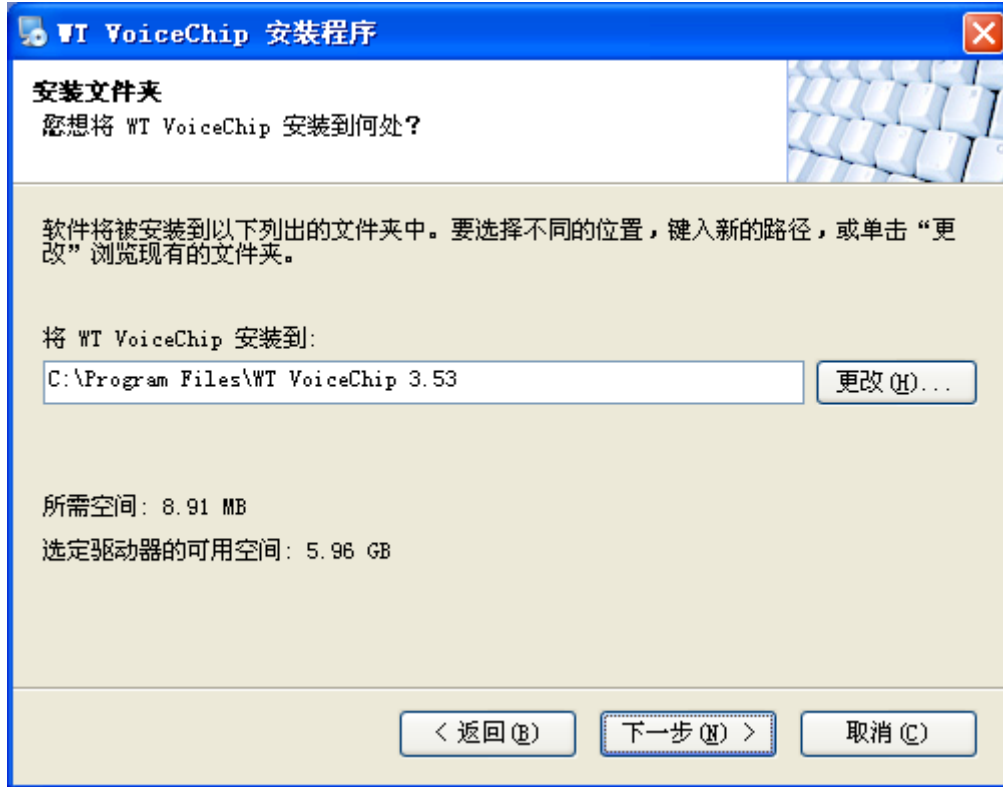 WT VoiceChip 安装程序
安装文件夹
您想将 WT VoiceChip 安装到何处?
软件将被安装到以下列出的文件夹中。要选择不同的位置，键入新的路径，或单击“更
改”浏览现有的文件夹。
将 WT VoiceChip 安装到:
C:\Program Files\WT VoiceChip 3.53
更改(H)...
所需空间: 8.91 MB
选定驱动器的可用空间: 5.96 GB
< 返回(B)
下一步(N) >
取消(C)